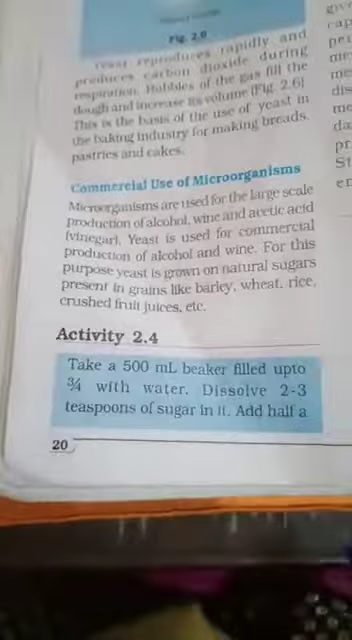 Fig. 2.6
Yeast reproduces rapidly and
produces carbon dioxide during
respiration. Bubbles of the gas fill the
dough and increase its volume (Fig. 2.6)
This is the basis of the use of yeast in
the baking industry for making breads,
pastries and cakes.
Commercial Use of Microorganisms
Microorganisms are used for the large scale
production of alcohol, wine and acetic acid
(vinegar). Yeast is used for commercial
production of alcohol and wine. For this
purpose yeast is grown on natural sugars
present in grains like barley, wheat, rice,
crushed fruit juices, etc.
Activity 2.4
Take a 500 mL beaker filled upto
¾ with water. Dissolve 2-3
teaspoons of sugar in it. Add half a
20